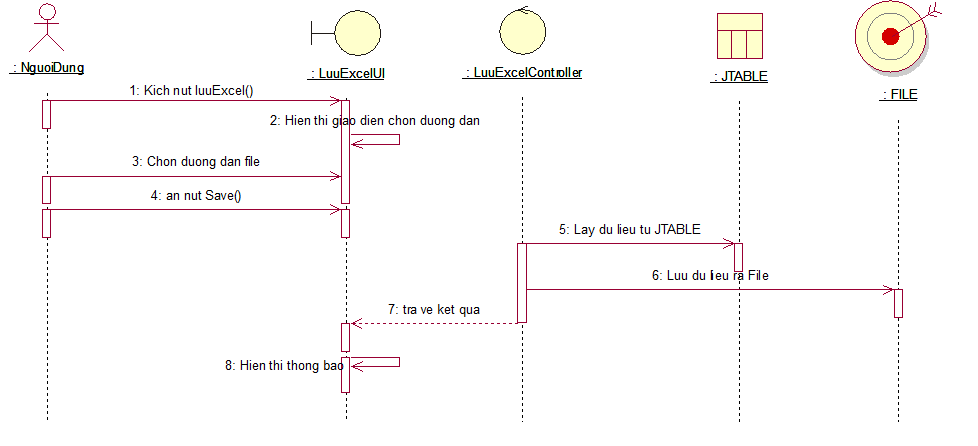 : NguoiDung
: LuuExcelUI
: LuuExcelController
: JTABLE
: FILE
1: Kich nut luuExcel()
2: Hien thi giao dien chon duong dan
3: Chon duong dan file
4: an nut Save()
5: Lay du lieu tu JTABLE
6: Luu du lieu ra File
7: tra ve ket qua
8: Hien thi thong bao